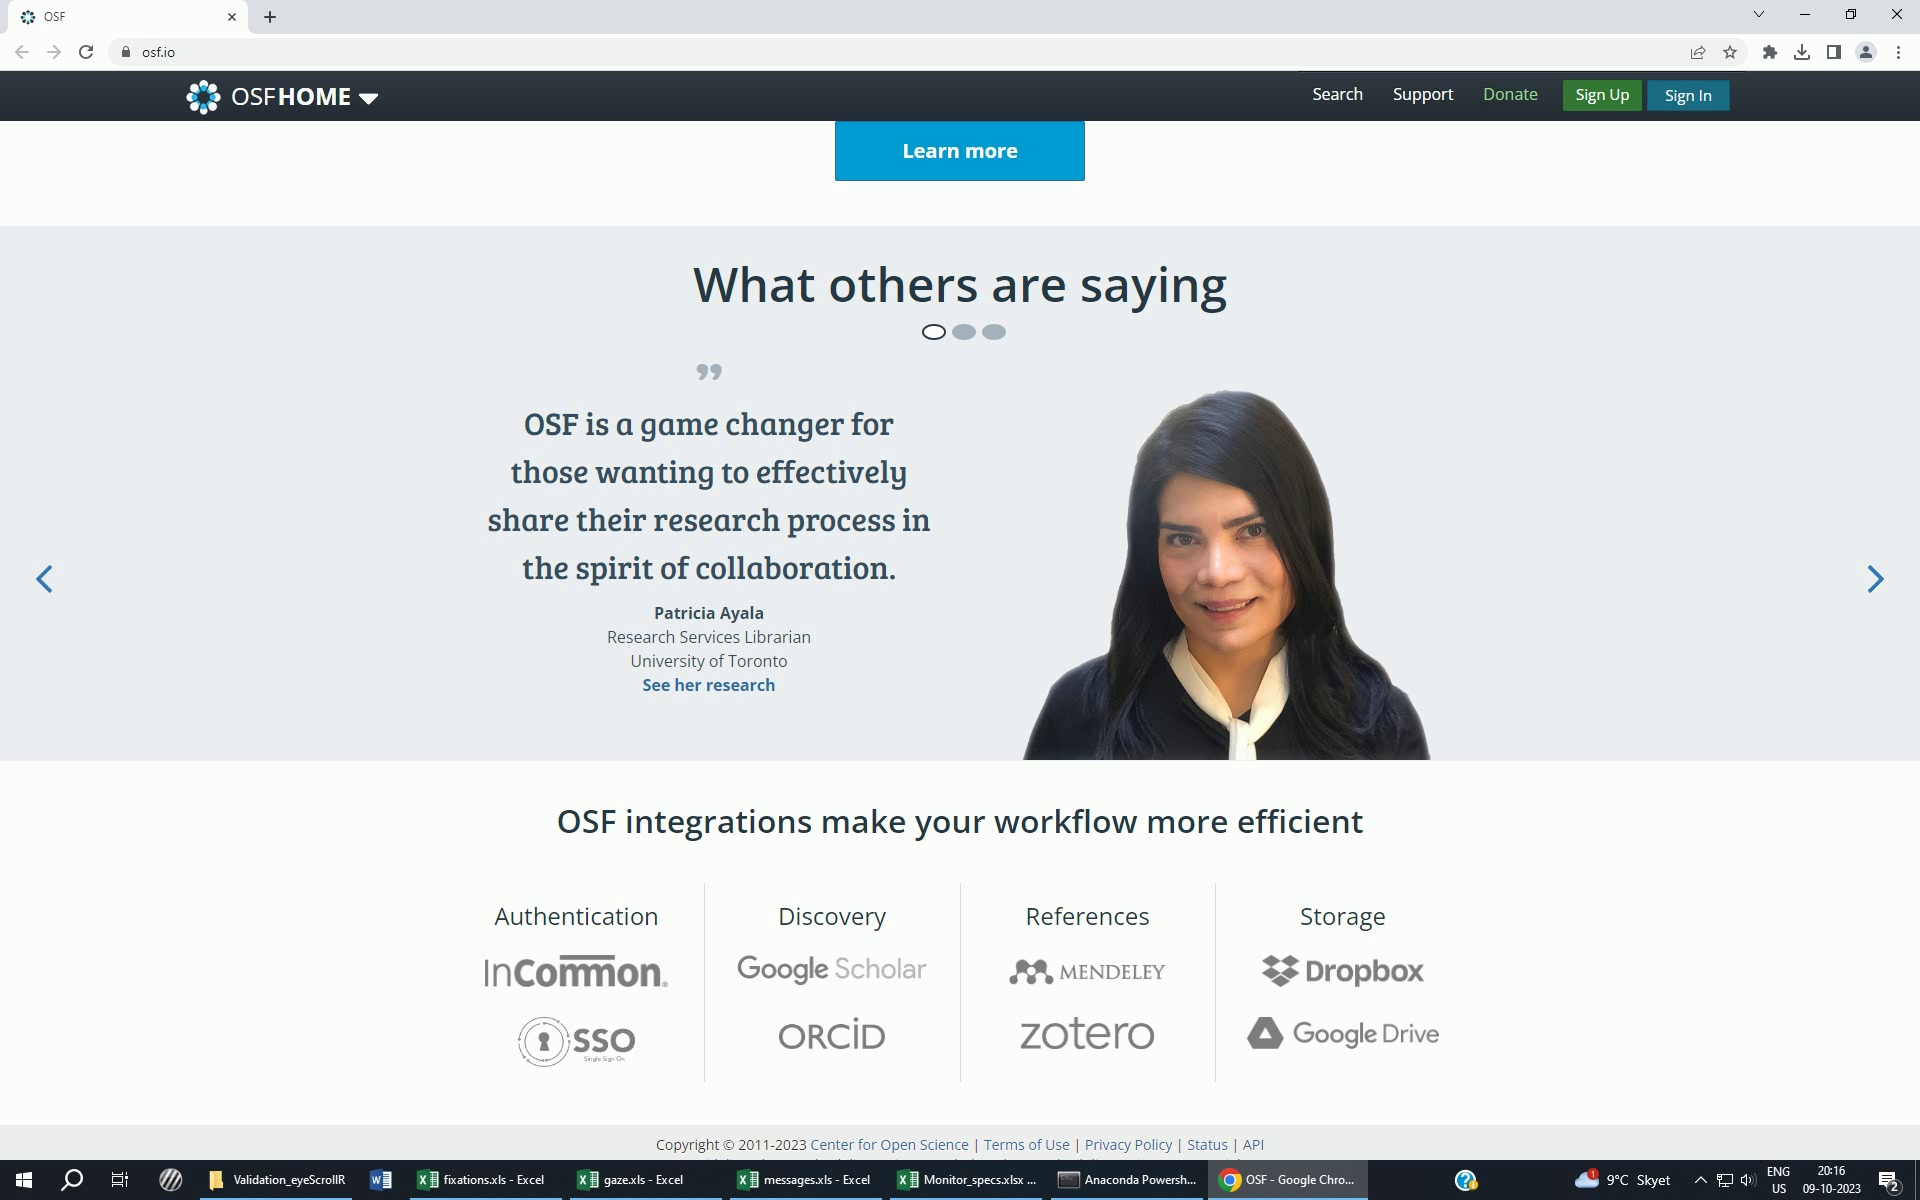 OSF
osf.io
OSFHOME
Search
Support
Donate
Sign Up
Sign In
Learn more
What others are saying
”
OSF is a game changer for
those wanting to effectively
share their research process in
the spirit of collaboration.
Patricia Ayala
Research Services Librarian
University of Toronto
See her research
OSF integrations make your workflow more efficient
Authentication
Discovery
References
Storage
InCommon®
Google Scholar
MENDELEY
Dropbox
SSO
Single Sign On
ORCID
zotero
Google Drive
Copyright © 2011-2023 Center for Open Science | Terms of Use | Privacy Policy | Status | API
Validation_eyeScrollR
fixations.xls - Excel
gaze.xls - Excel
messages.xls - Excel
Monitor_specs.xlsx ...
Anaconda Powersh...
OSF - Google Chro...
1
9°C Skyet
ENG
US
20:16
09-10-2023
2